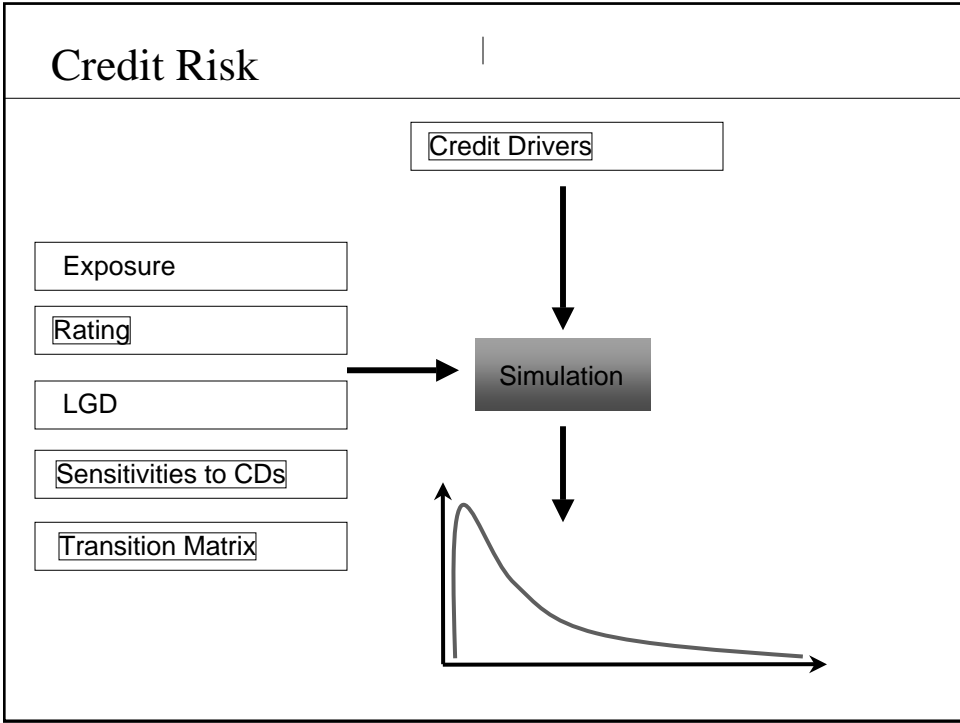 Credit Risk
Credit Drivers
Exposure
Rating
LGD
Sensitivities to CDs
Transition Matrix
Simulation